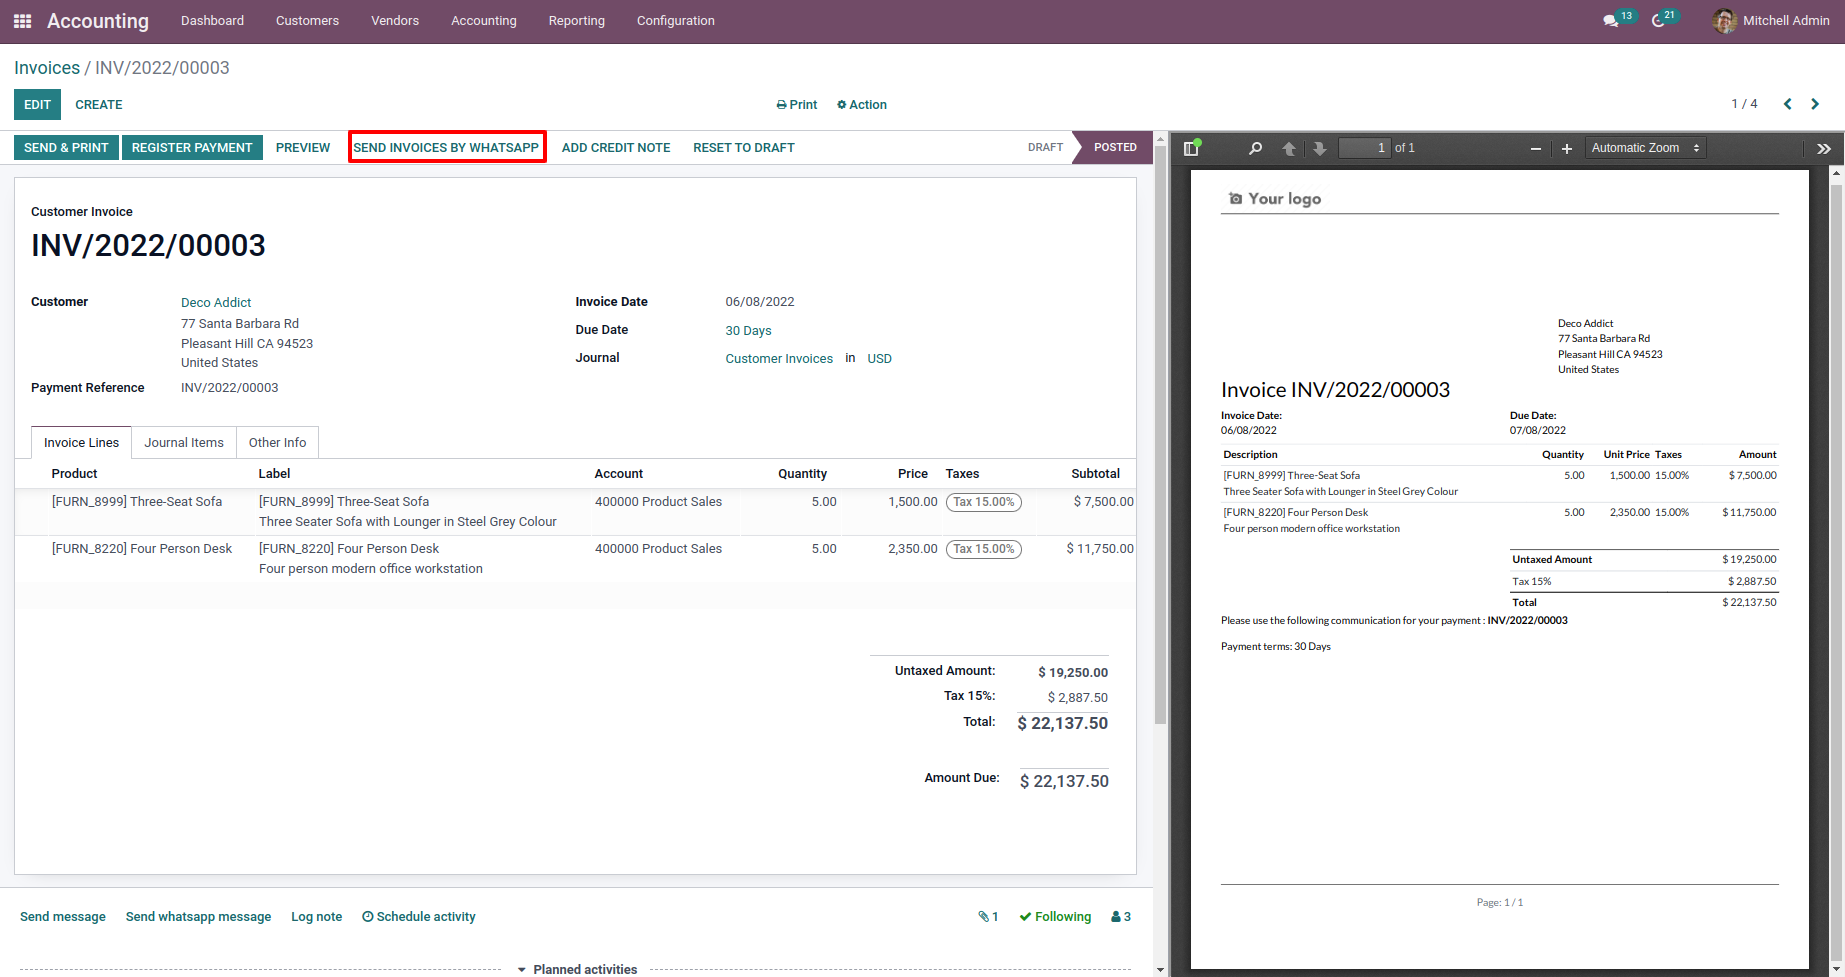 Accounting Dashboard Customers Vendors Accounting Reporting Configuration 13 21 Mitchell Admin
Invoices / INV/2022/00003
EDIT CREATE Print Action 1 / 4
SEND & PRINT REGISTER PAYMENT PREVIEW SEND INVOICES BY WHATSAPP ADD CREDIT NOTE RESET TO DRAFT DRAFT POSTED
Customer Invoice
INV/2022/00003
Customer Deco Addict Invoice Date 06/08/2022
77 Santa Barbara Rd Due Date 30 Days
Pleasant Hill CA 94523
United States Journal Customer Invoices in USD
Payment Reference INV/2022/00003
Invoice Lines Journal Items Other Info
Product Label Account Quantity Price Taxes Subtotal
[FURN_8999] Three-Seat Sofa [FURN_8999] Three-Seat Sofa 400000 Product Sales 5.00 1,500.00 Tax 15.00% $ 7,500.00
Three Seater Sofa with Lounger in Steel Grey Colour
[FURN_8220] Four Person Desk [FURN_8220] Four Person Desk 400000 Product Sales 5.00 2,350.00 Tax 15.00% $ 11,750.00
Four person modern office workstation
Untaxed Amount: $ 19,250.00
Tax 15%: $ 2,887.50
Total: $ 22,137.50
Amount Due: $ 22,137.50
Send message Send whatsapp message Log note Schedule activity 1 Following 3
Planned activities
1 of 1 Automatic Zoom
Your logo
Deco Addict
77 Santa Barbara Rd
Pleasant Hill CA 94523
United States
Invoice INV/2022/00003
Invoice Date: Due Date:
06/08/2022 07/08/2022
Description Quantity Unit Price Taxes Amount
[FURN_8999] Three-Seat Sofa 5.00 1,500.00 15.00% $ 7,500.00
Three Seater Sofa with Lounger in Steel Grey Colour
[FURN_8220] Four Person Desk 5.00 2,350.00 15.00% $ 11,750.00
Four person modern office workstation
Untaxed Amount $ 19,250.00
Tax 15% $ 2,887.50
Total $ 22,137.50
Please use the following communication for your payment : INV/2022/00003
Payment terms: 30 Days
Page: 1 / 1